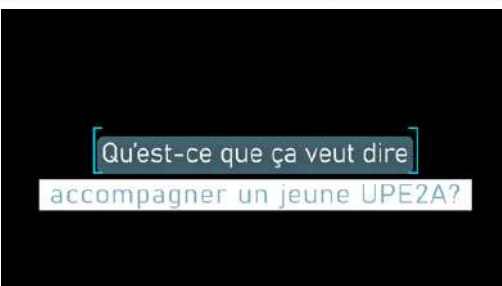 Qu'est-ce que ça veut dire
accompagner un jeune UPE2A?